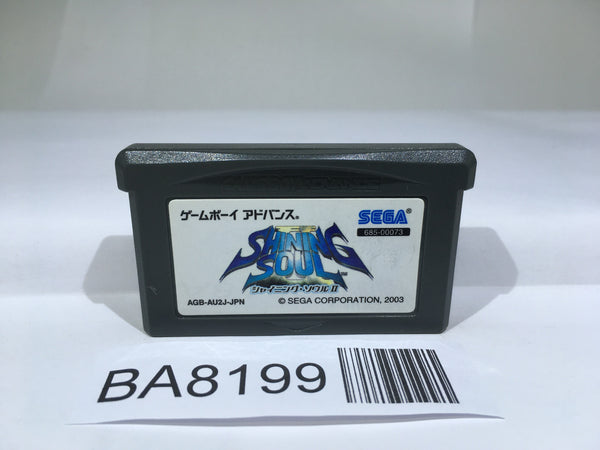 ゲームボーイ アドバンス®
SEGA®
685-00073
SHINING
SOUL
シャイニング・ソウルⅡ
AGB-AU2J-JPN
© SEGA CORPORATION, 2003
BA8199